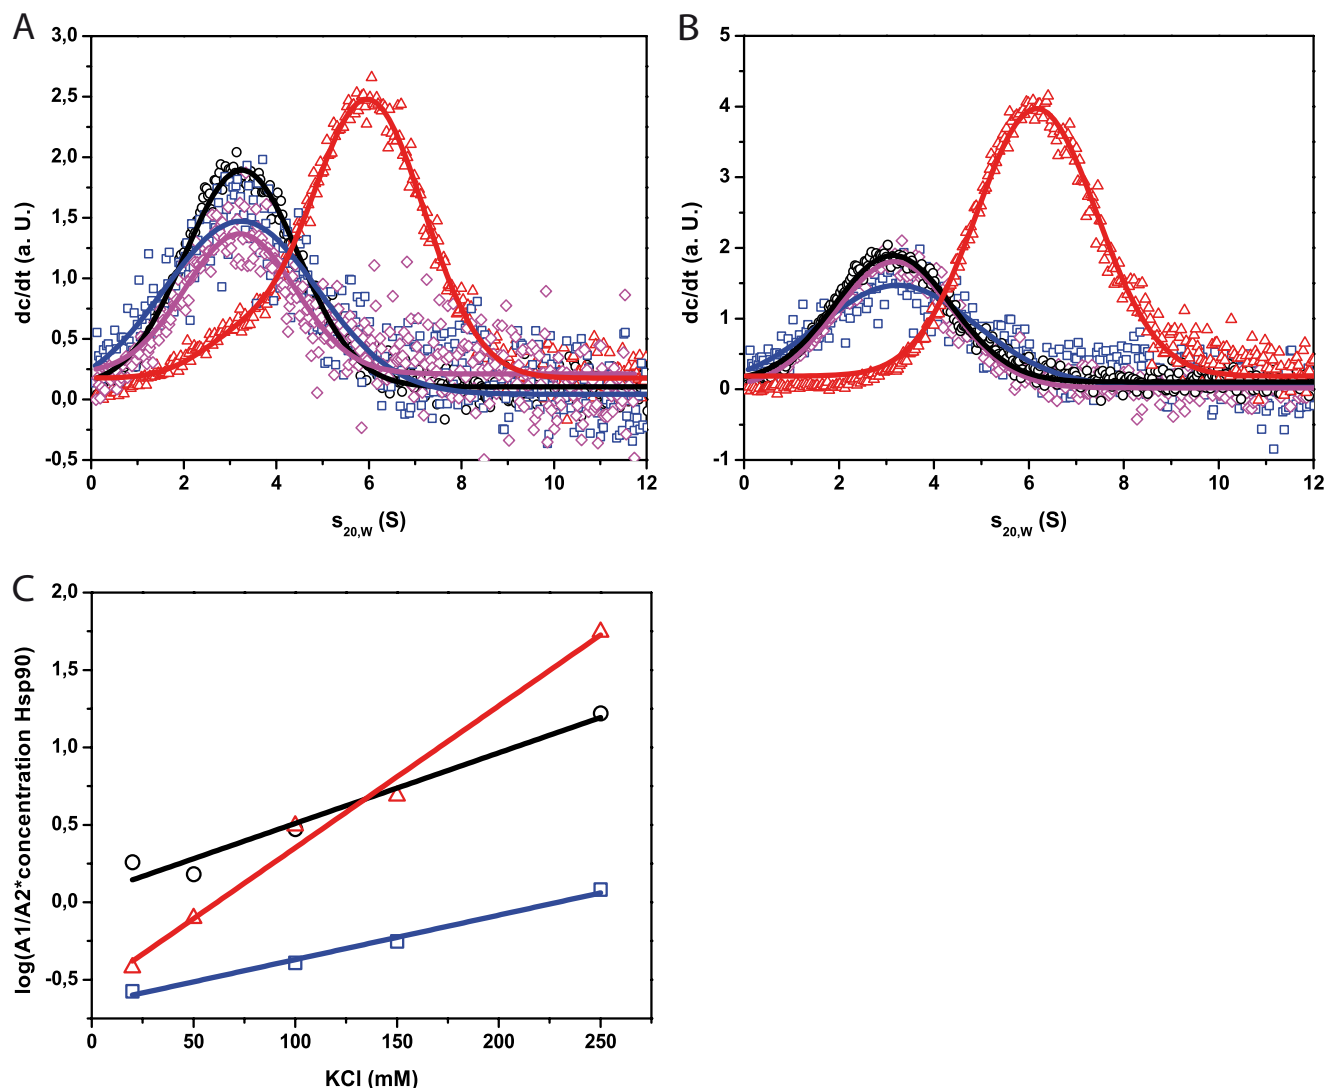 A
3,0
2,5
2,0
1,5
1,0
0,5
0,0
-0,5
dc/dt (a. U.)
0 2 4 6 8 10 12
s20,W (S)
B
5
4
3
2
1
0
-1
dc/dt (a. U.)
0 2 4 6 8 10 12
s20,W (S)
C
2,0
1,5
1,0
0,5
0,0
-0,5
log(A1/A2*concentration Hsp90)
0 50 100 150 200 250
KCl (mM)